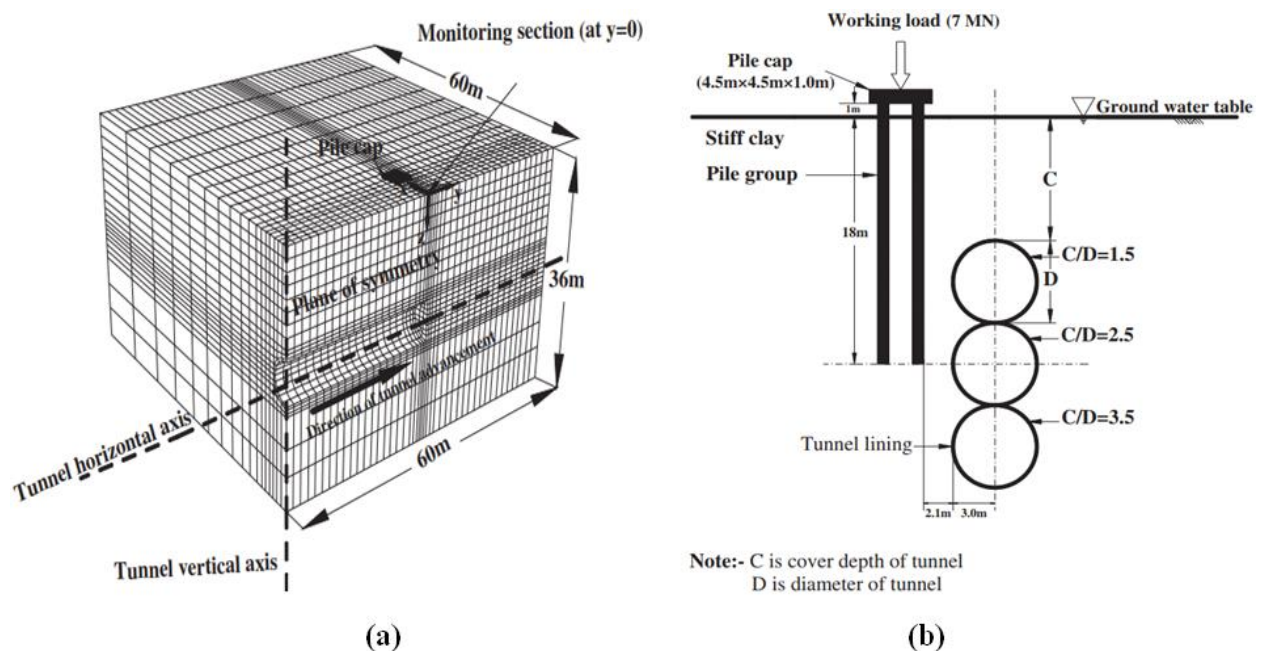 Monitoring section (at y=0)
60m
Pile cap
y
z
Plane of symmetry
36m
Direction of tunnel advancement
60m
Tunnel horizontal axis
Tunnel vertical axis
(a)
Working load (7 MN)
Pile cap
(4.5m×4.5m×1.0m)
1m
Ground water table
Stiff clay
Pile group
C
18m
C/D=1.5
D
C/D=2.5
C/D=3.5
Tunnel lining
2.1m
3.0m
Note:- C is cover depth of tunnel
D is diameter of tunnel
(b)